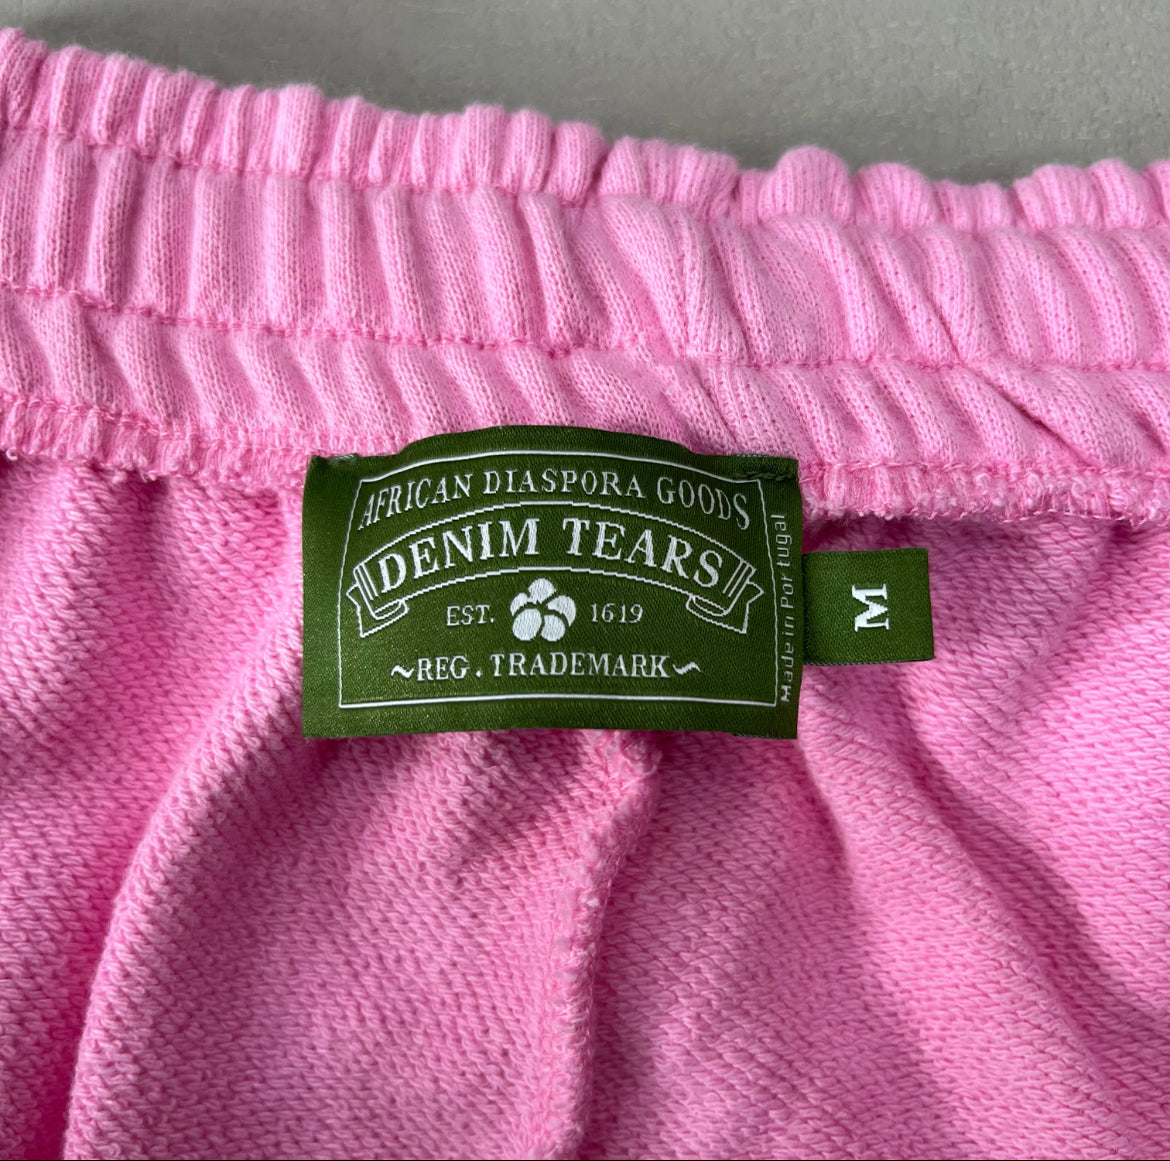 AFRICAN DIASPORA GOODS
DENIM TEARS
EST. 1619
~REG . TRADEMARK~
Made in Portugal
M